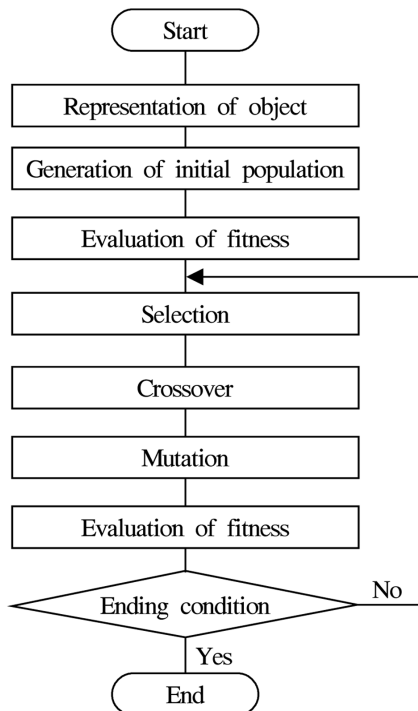 Start
Representation of object
Generation of initial population
Evaluation of fitness
Selection
Crossover
Mutation
Evaluation of fitness
Ending condition
No
Yes
End